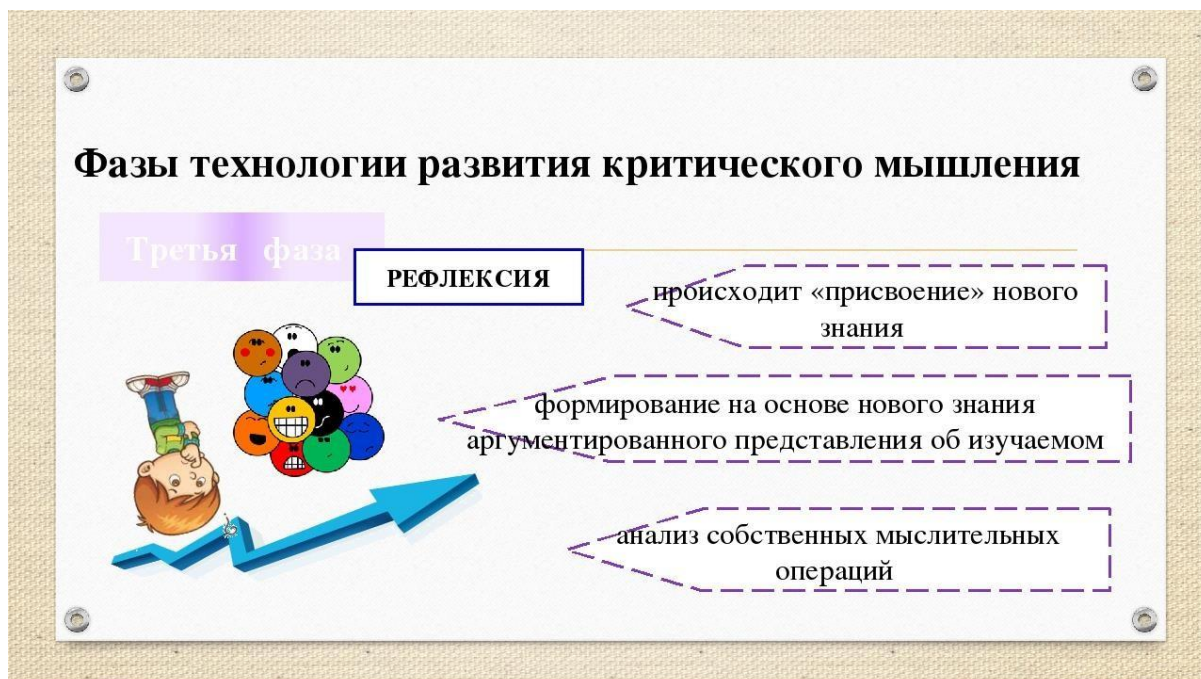 Фазы технологии развития критического мышления
Третья фаза
РЕФЛЕКСИЯ
происходит «присвоение» нового
знания
формирование на основе нового знания
аргументированного представления об изучаемом
анализ собственных мыслительных
операций